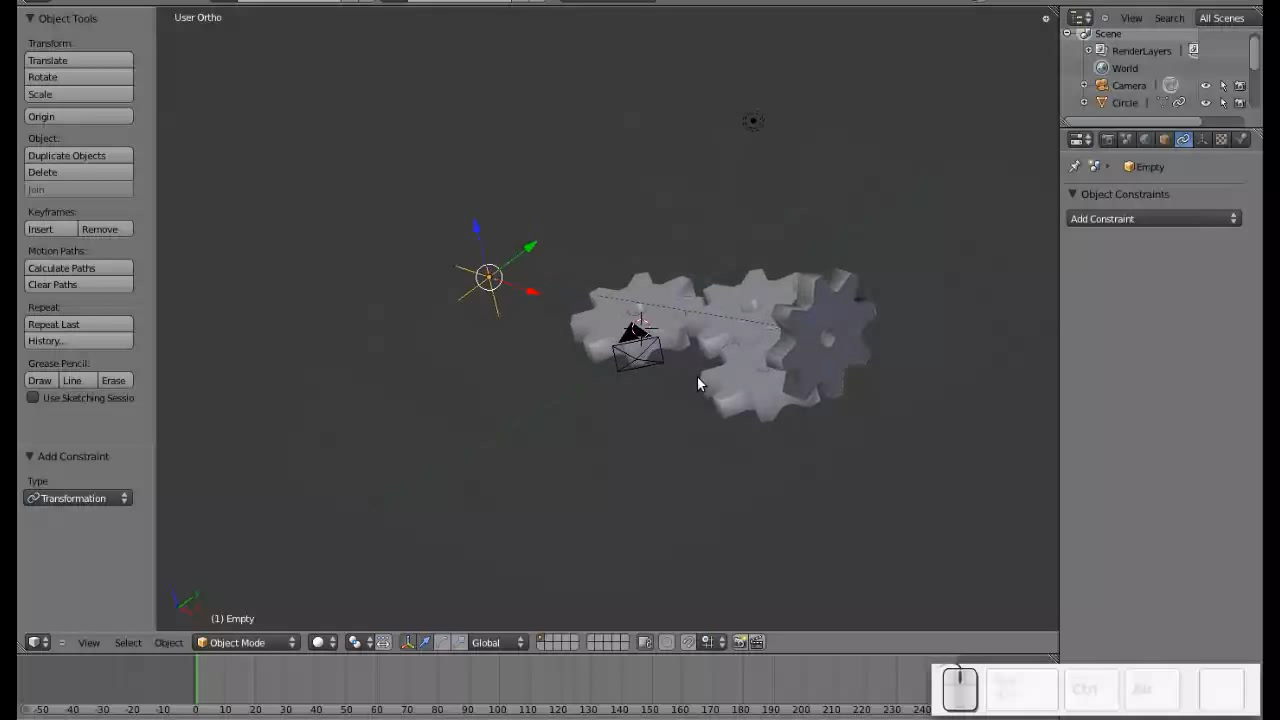 Object Tools
Transform:
Translate
Rotate
Scale
Origin
Object:
Duplicate Objects
Delete
Join
Keyframes:
Insert Remove
Motion Paths:
Calculate Paths
Clear Paths
Repeat:
Repeat Last
History...
Grease Pencil:
Draw Line Erase
Use Sketching Sessio
Add Constraint
Type
Transformation
User Ortho
(1) Empty
View Select Object Object Mode Global
-50 -40 -30 -20 -10 0 10 20 30 40 50 60 70 80 90 100 110 120 130 140 150 160 170 180 190 200 210 220 230 240
View Search All Scenes
Scene
RenderLayers
World
Camera
Circle
Empty
Object Constraints
Add Constraint
Ctrl Alt